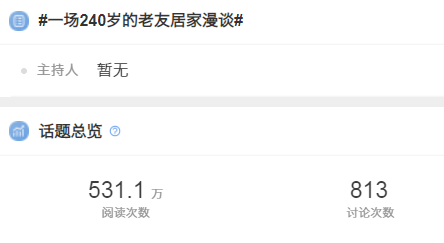 #一场240岁的老友居家漫谈#
主持人 暂无
话题总览 ?
531.1 万 813
阅读次数 讨论次数